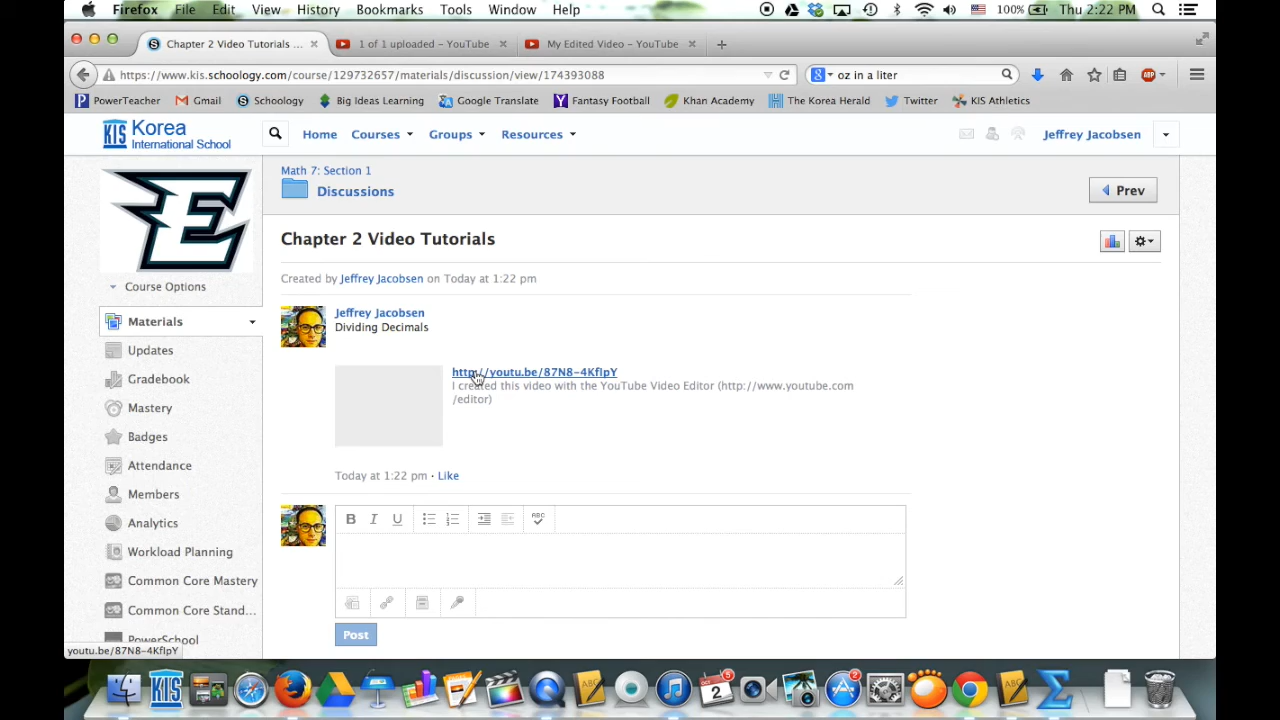 Firefox File Edit View History Bookmarks Tools Window Help 100% Thu 2:22 PM
Chapter 2 Video Tutorials ... 1 of 1 uploaded – YouTube My Edited Video – YouTube
https://www.kis.schoology.com/course/129732657/materials/discussion/view/174393088 oz in a liter ABP
PowerTeacher Gmail Schoology Big Ideas Learning Google Translate Fantasy Football Khan Academy The Korea Herald Twitter KIS Athletics
KIS Korea International School Home Courses Groups Resources Jeffrey Jacobsen
Math 7: Section 1
Discussions Prev
Chapter 2 Video Tutorials
Created by Jeffrey Jacobsen on Today at 1:22 pm
Course Options
Jeffrey Jacobsen
Dividing Decimals
http://youtu.be/87N8-4KfIpY
I created this video with the YouTube Video Editor (http://www.youtube.com
/editor)
Today at 1:22 pm · Like
B I U ABC
Post
Materials
Updates
Gradebook
Mastery
Badges
Attendance
Members
Analytics
Workload Planning
Common Core Mastery
Common Core Stand...
PowerSchool
youtu.be/87N8-4KfIpY
KIS